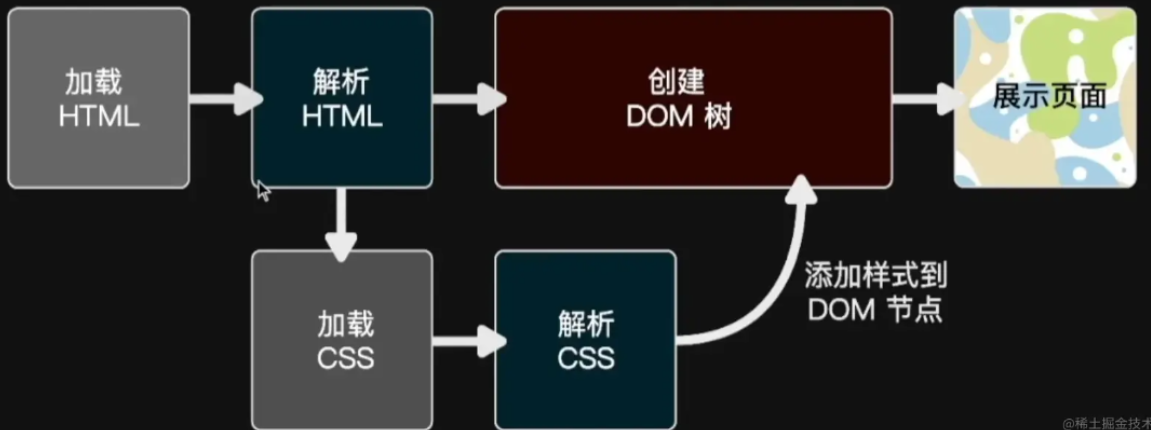 加载
HTML
解析
HTML
创建
DOM 树
展示页面
加载
CSS
解析
CSS
添加样式到
DOM 节点
@稀土掘金技术